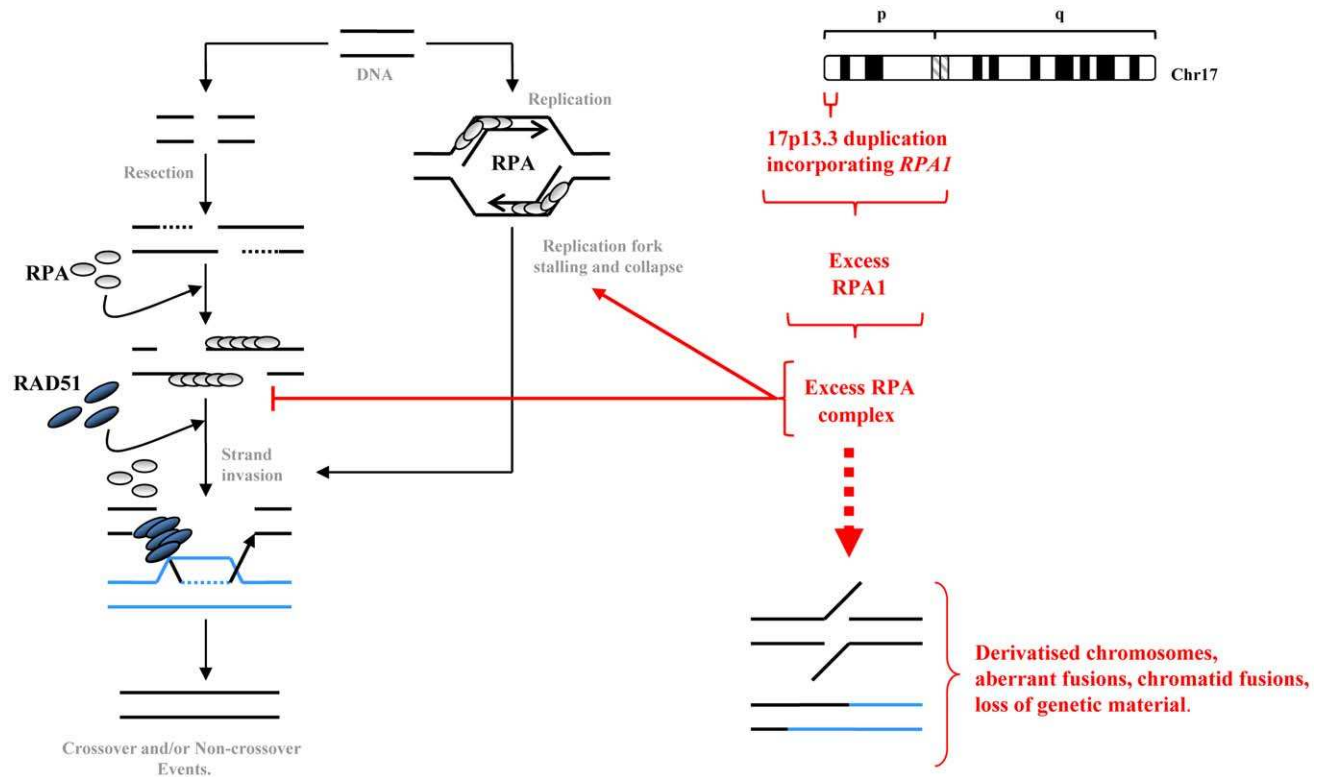 p
q
Chr17
DNA
Replication
RPA
Resection
17p13.3 duplication
incorporating RPA1
RPA
Replication fork
stalling and collapse
Excess
RPA1
RAD51
Excess RPA
complex
Strand
invasion
Derivatised chromosomes,
aberrant fusions, chromatid fusions,
loss of genetic material.
Crossover and/or Non-crossover
Events.